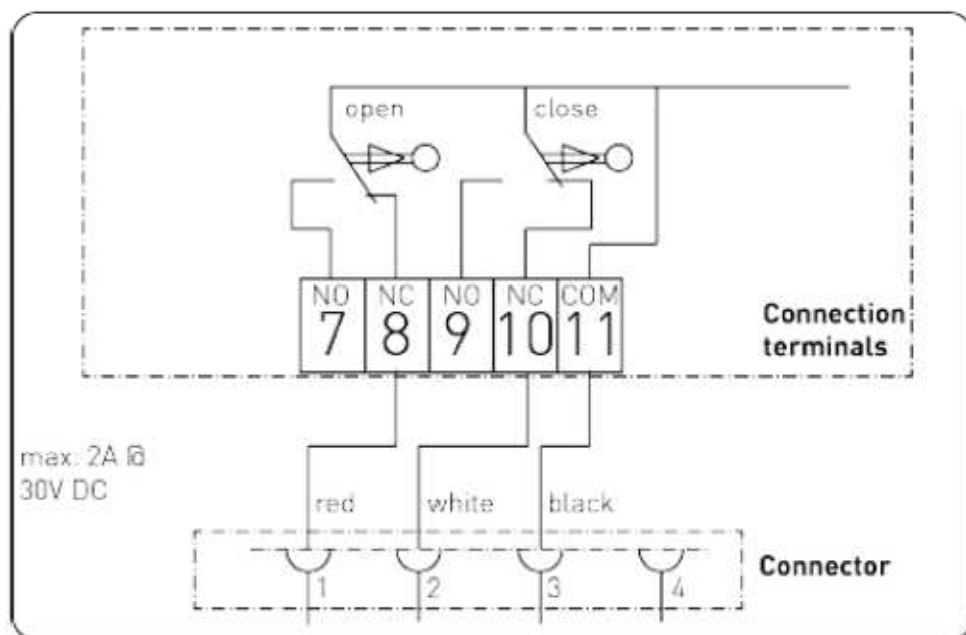 open close
NO NC NO NC COM
7 8 9 10 11
Connection
terminals
max. 2A @
30V DC
red white black
1 2 3 4
Connector